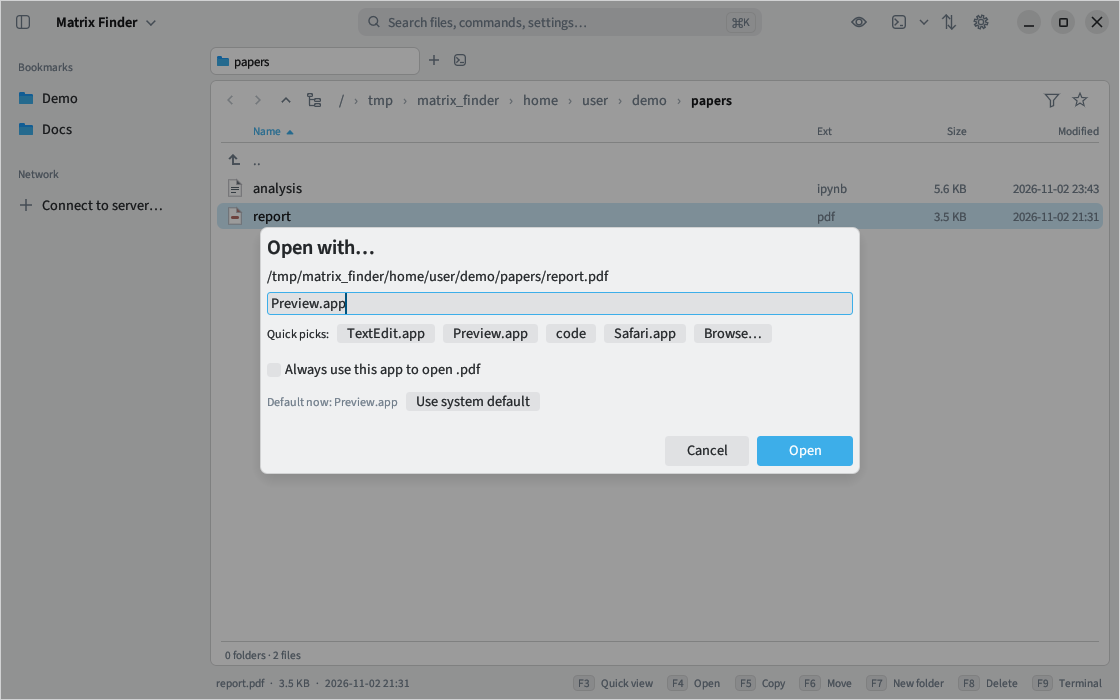 Matrix Finder
Search files, commands, settings… ⌘K
Bookmarks
Demo
Docs
Network
Connect to server…
papers
/ › tmp › matrix_finder › home › user › demo › papers
Name Ext Size Modified
..
analysis ipynb 5.6 KB 2026-11-02 23:43
report pdf 3.5 KB 2026-11-02 21:31
Open with…
/tmp/matrix_finder/home/user/demo/papers/report.pdf
Preview.app
Quick picks: TextEdit.app Preview.app code Safari.app Browse…
Always use this app to open .pdf
Default now: Preview.app Use system default
Cancel Open
0 folders · 2 files
report.pdf · 3.5 KB · 2026-11-02 21:31 F3 Quick view F4 Open F5 Copy F6 Move F7 New folder F8 Delete F9 Terminal